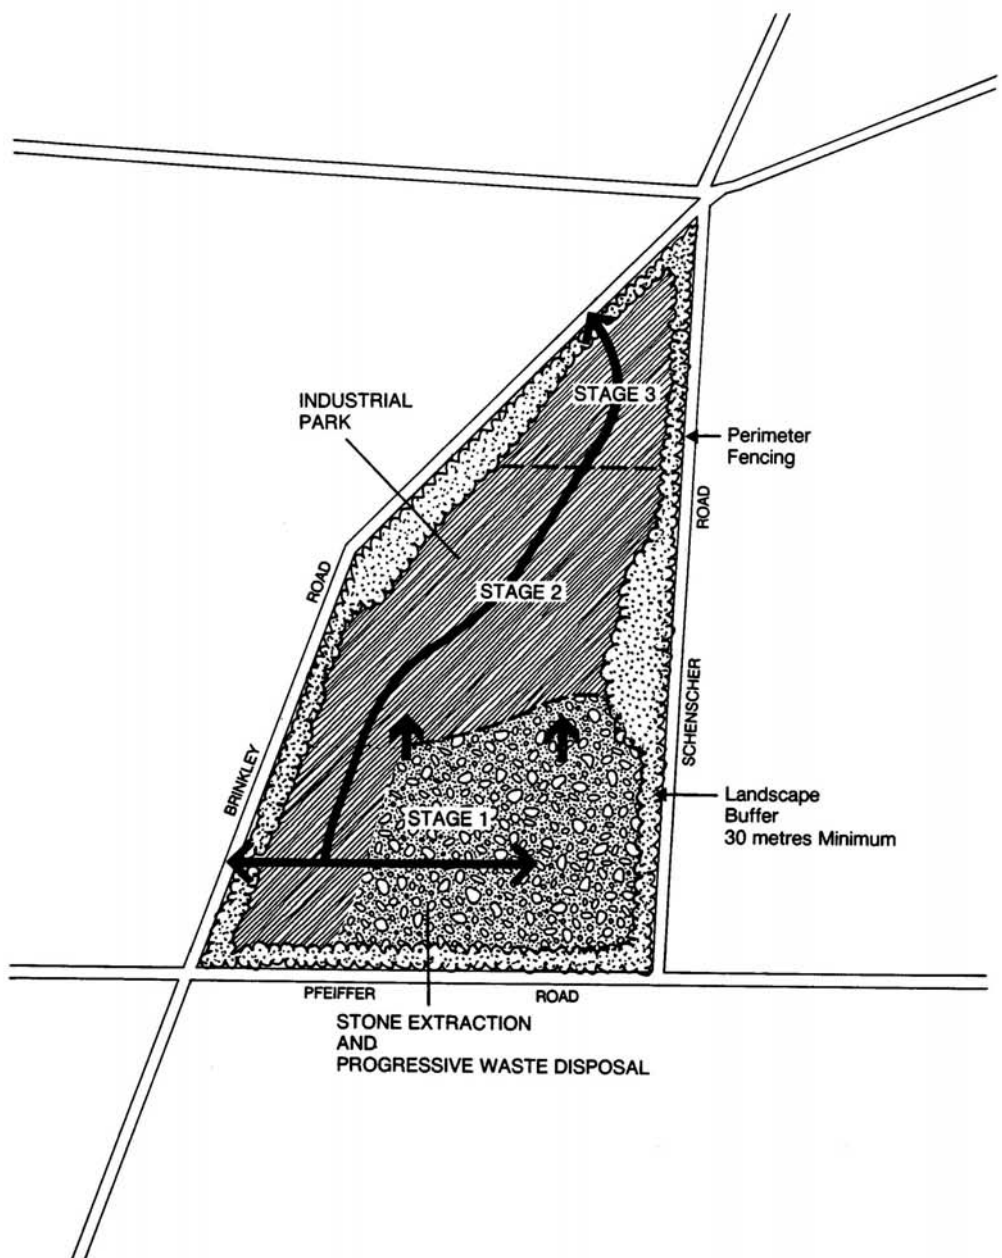 STAGE 3
INDUSTRIAL
PARK
Perimeter
Fencing
ROAD
ROAD
STAGE 2
SCHENSCHER
BRINKLEY
Landscape
Buffer
30 metres Minimum
STAGE 1
PFEIFFER ROAD
STONE EXTRACTION
AND
PROGRESSIVE WASTE DISPOSAL